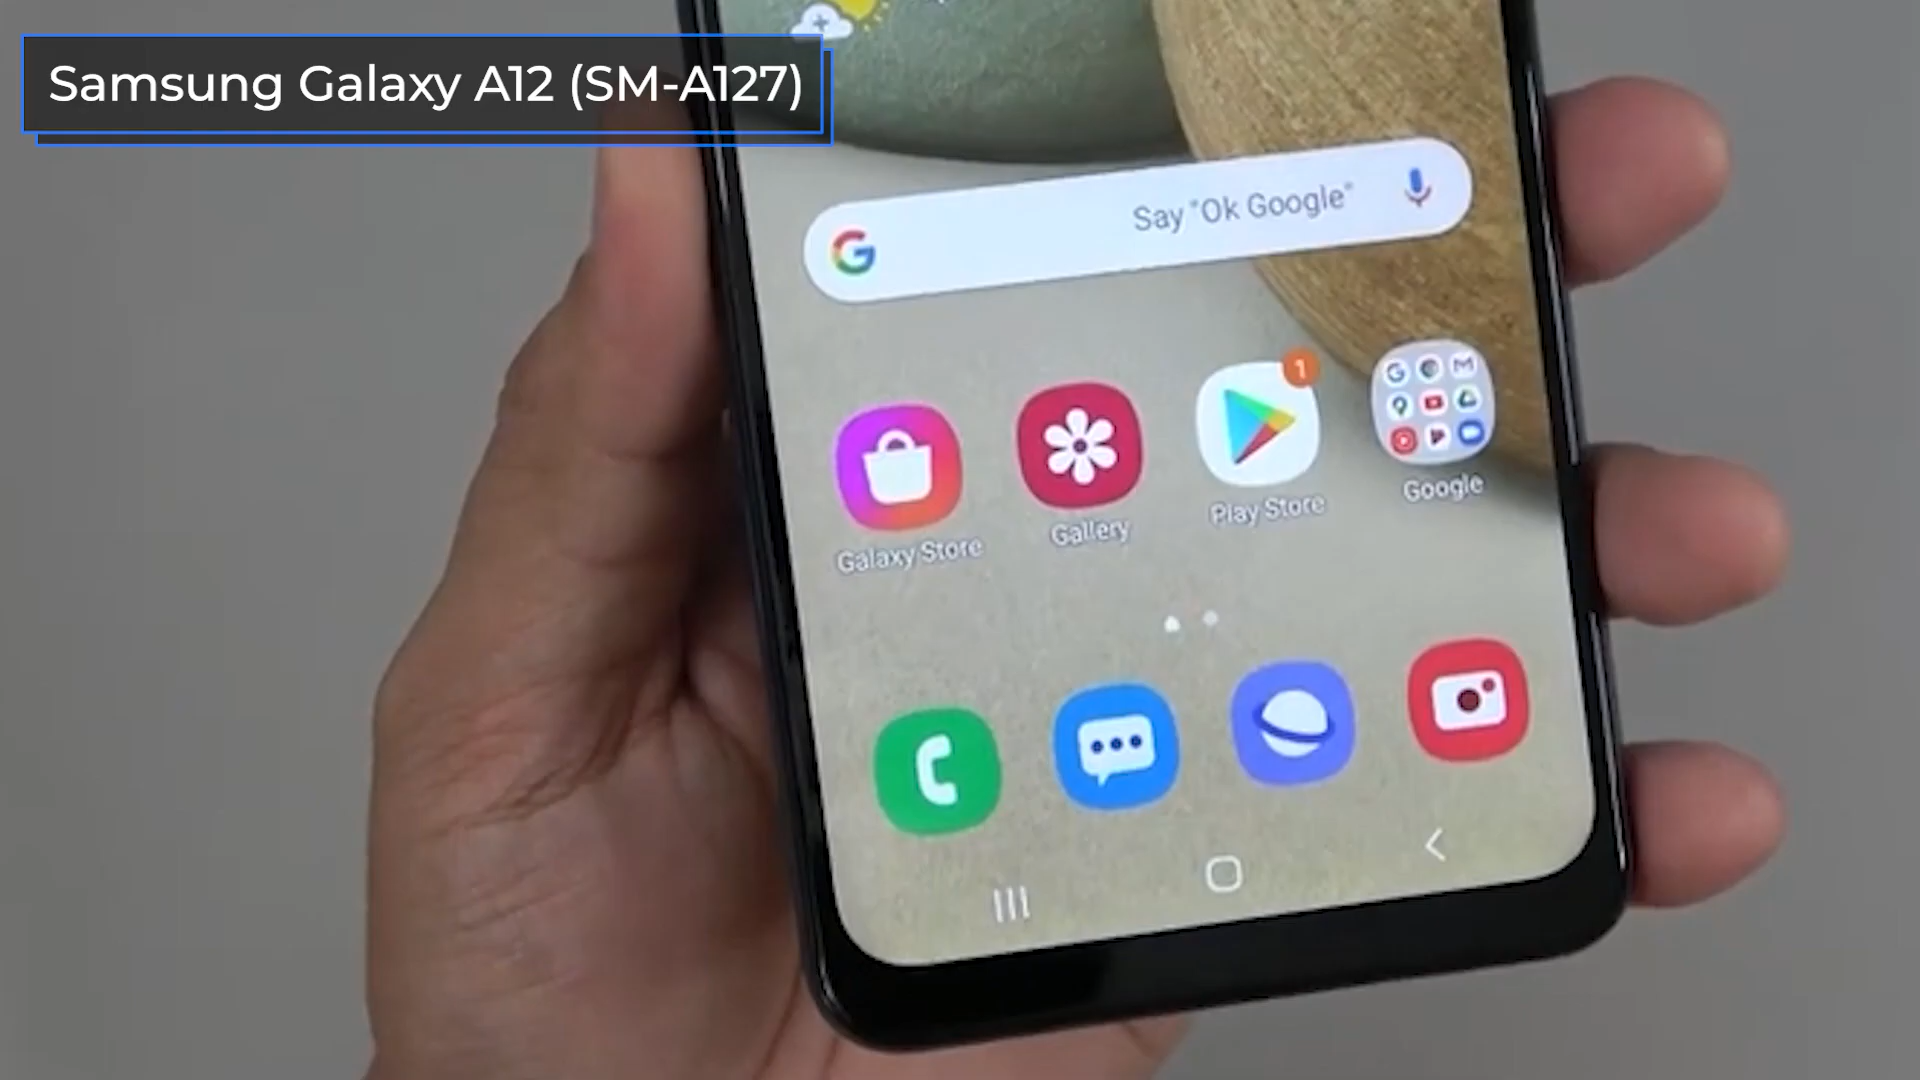 Samsung Galaxy A12 (SM-A127)
Say "Ok Google"
1
Galaxy Store
Gallery
Play Store
Google